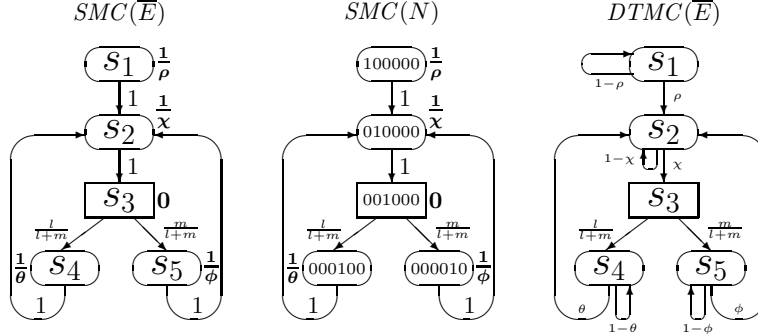 SMC(E̅) SMC(N) DTMC(E̅)
s₁ 1/ρ 100000 1/ρ s₁
1−ρ
1 1 ρ
1/χ 1/χ
s₂ 010000 s₂
1 1 1−χ χ
s₃ 0 001000 0 s₃
l/(l+m) m/(l+m) l/(l+m) m/(l+m) l/(l+m) m/(l+m)
1/θ s₄ s₅ 1/ϕ 1/θ 000100 000010 1/ϕ s₄ s₅
1 1 1 1 θ ϕ
1−θ 1−ϕ